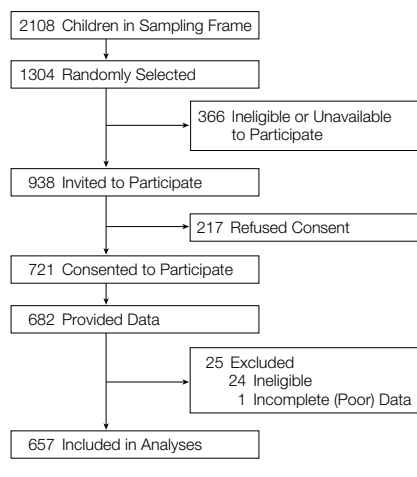 2108 Children in Sampling Frame
1304 Randomly Selected
366 Ineligible or Unavailable
to Participate
938 Invited to Participate
217 Refused Consent
721 Consented to Participate
682 Provided Data
25 Excluded
24 Ineligible
1 Incomplete (Poor) Data
657 Included in Analyses